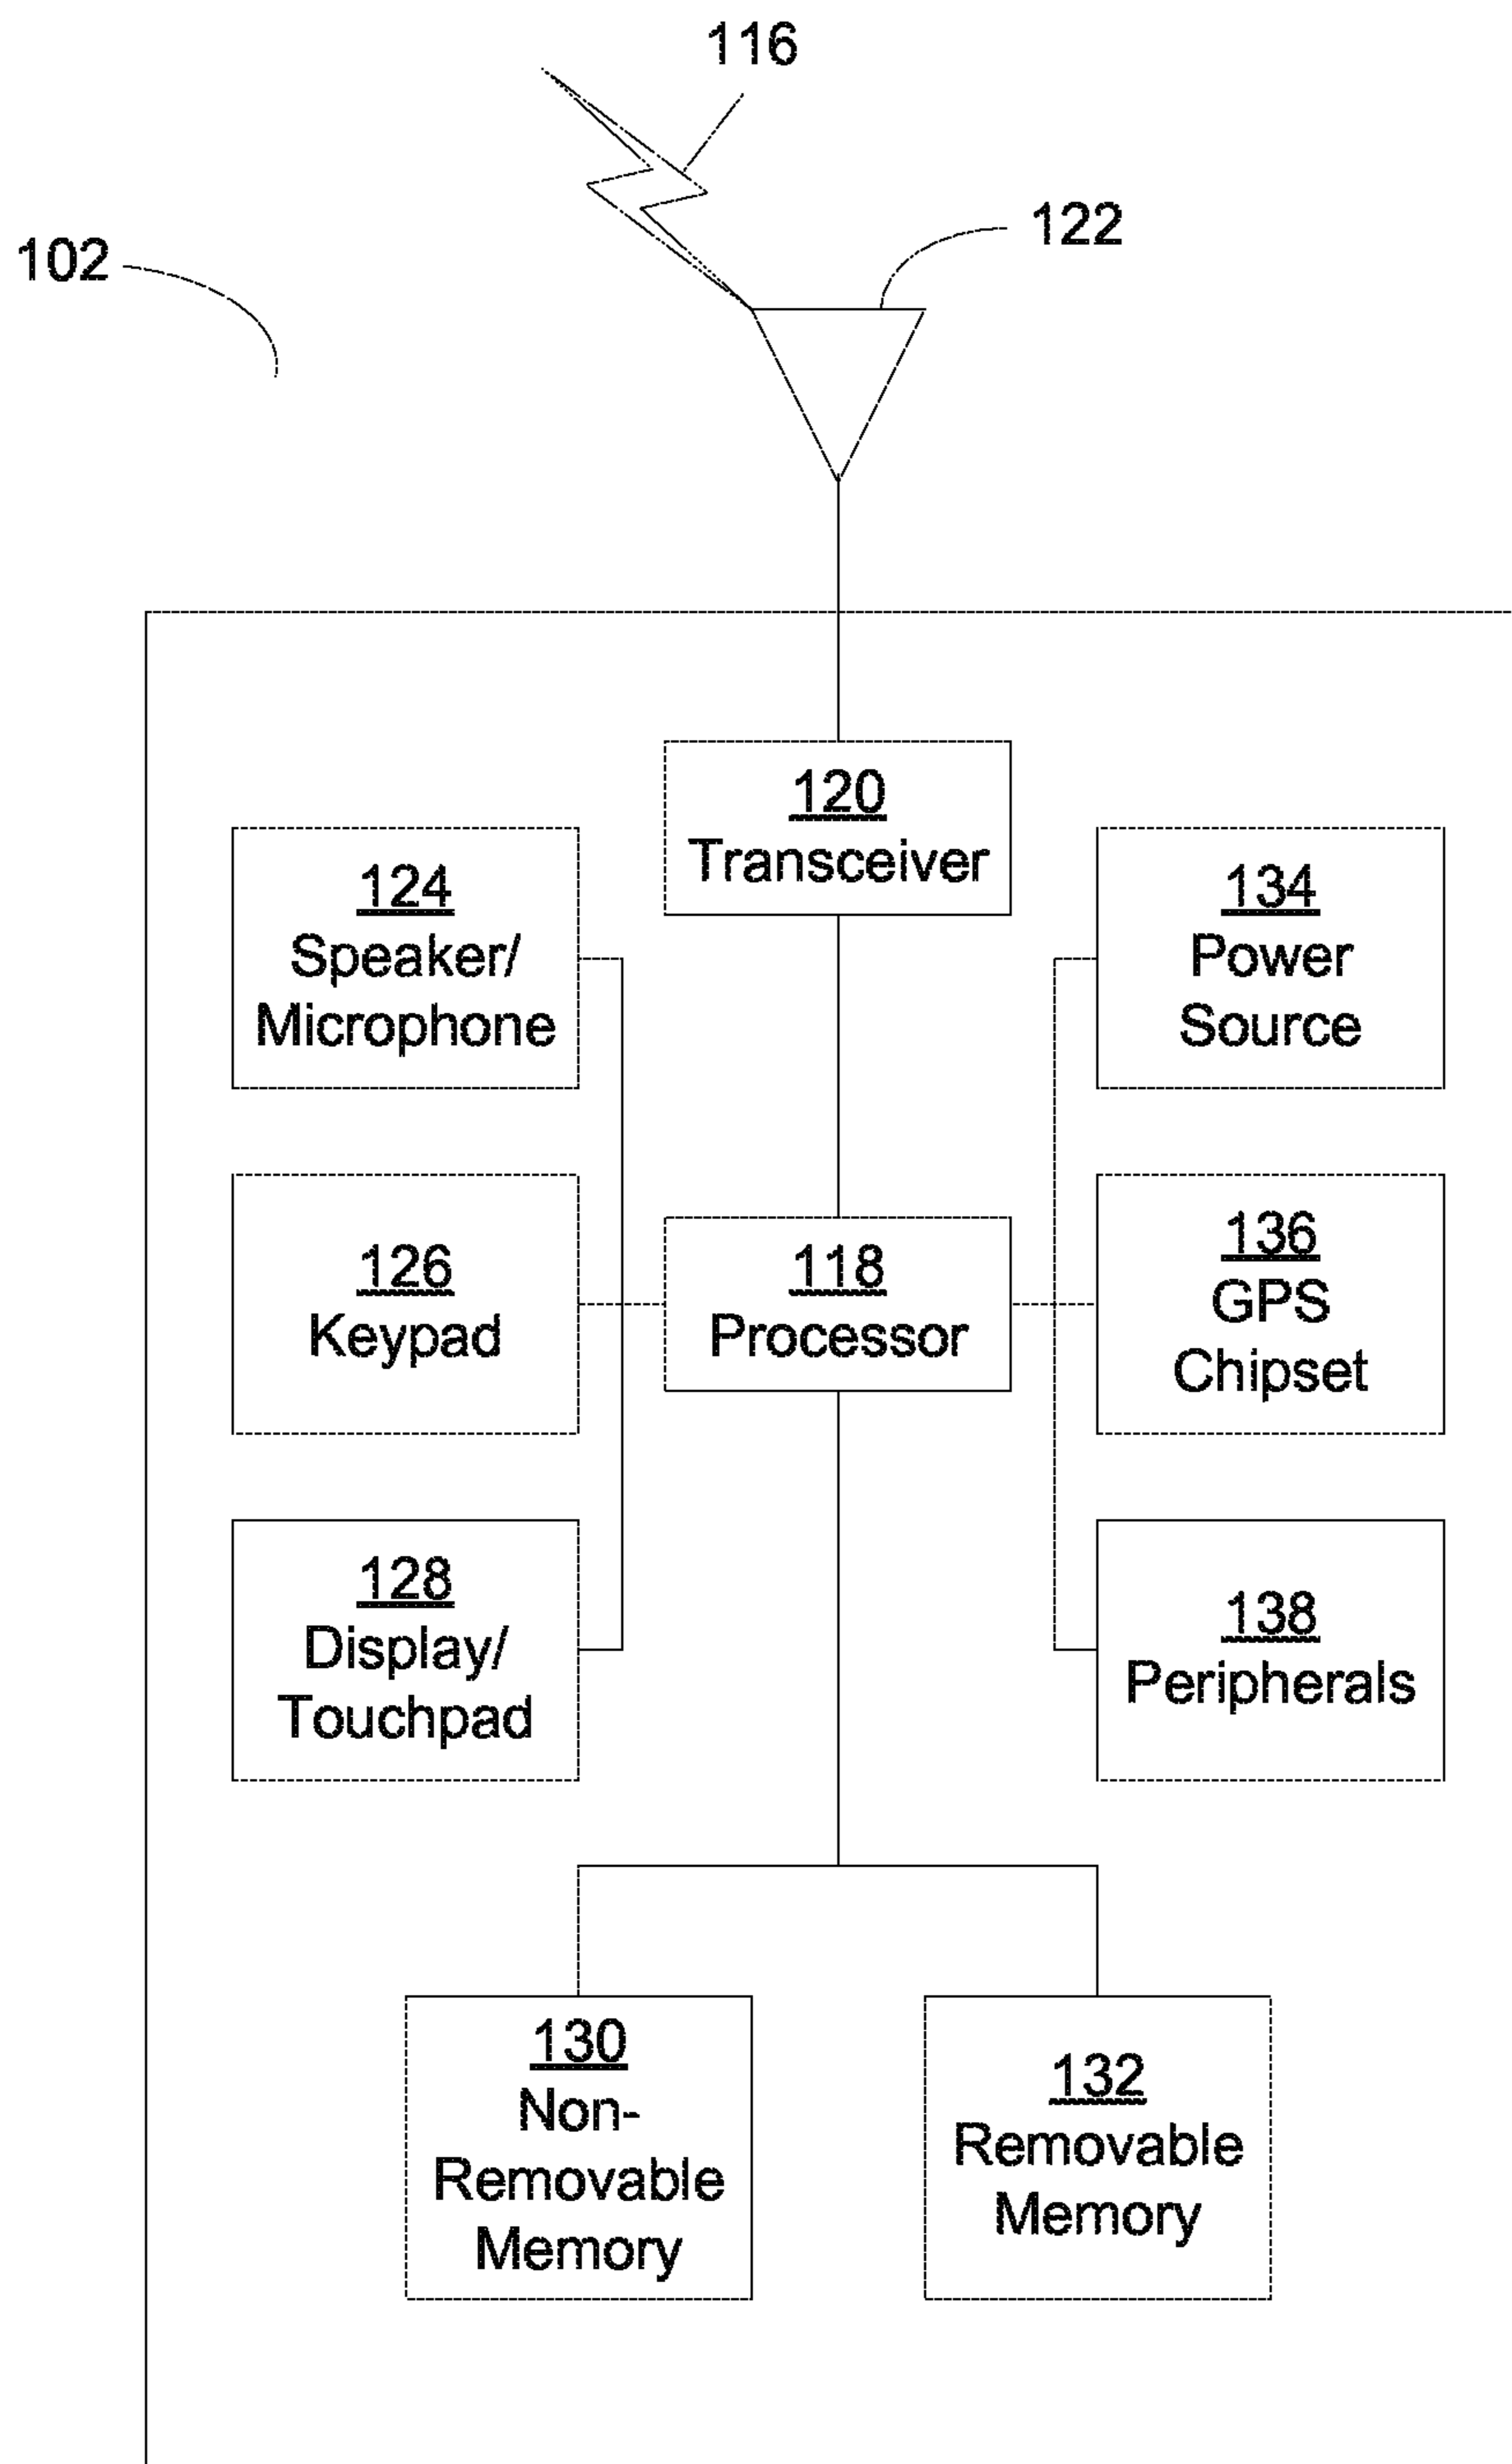 116
122
102
120
Transceiver
124
Speaker/
Microphone
134
Power
Source
126
Keypad
118
Processor
136
GPS
Chipset
128
Display/
Touchpad
138
Peripherals
130
Non-
Removable
Memory
132
Removable
Memory